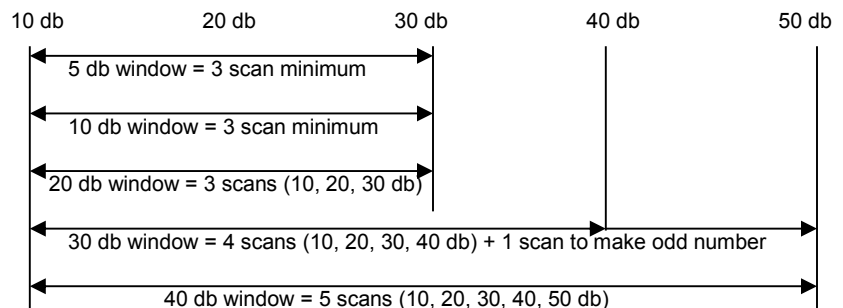 10 db 20 db 30 db 40 db 50 db
5 db window = 3 scan minimum
10 db window = 3 scan minimum
20 db window = 3 scans (10, 20, 30 db)
30 db window = 4 scans (10, 20, 30, 40 db) + 1 scan to make odd number
40 db window = 5 scans (10, 20, 30, 40, 50 db)